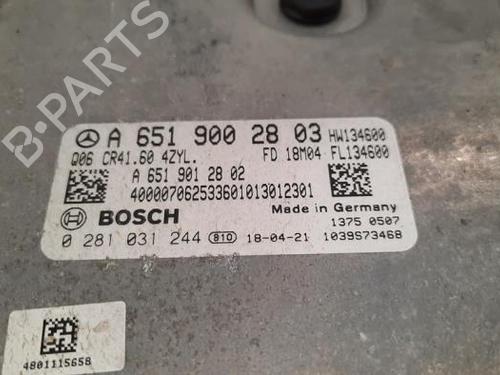 A 651 900 28 03 HW134600
Q06 CR41.60 4ZYL. FD 18M04 FL134600
A 651 901 28 02
400007062533601013012301
BOSCH
Made in Germany
1375 0507
0 281 031 244 810 18-04-21 1039S73468
4801115658
B-PARTS